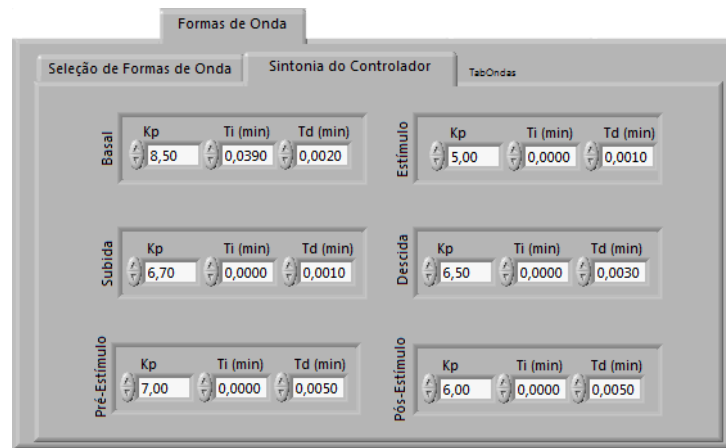 Formas de Onda
Seleção de Formas de Onda
Sintonia do Controlador
TabOndas
Basal
Kp Ti (min) Td (min)
8,50 0,0390 0,0020
Estímulo
Kp Ti (min) Td (min)
5,00 0,0000 0,0010
Subida
Kp Ti (min) Td (min)
6,70 0,0000 0,0010
Descida
Kp Ti (min) Td (min)
6,50 0,0000 0,0030
Pré-Estímulo
Kp Ti (min) Td (min)
7,00 0,0000 0,0050
Pós-Estímulo
Kp Ti (min) Td (min)
6,00 0,0000 0,0050